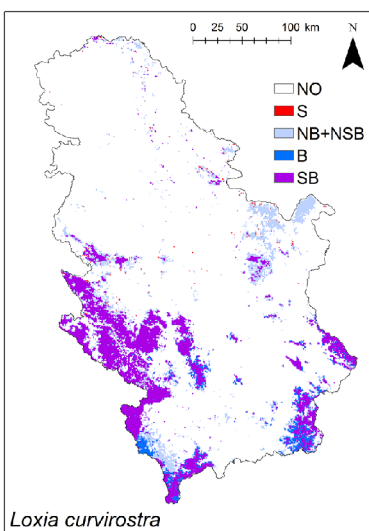 0 25 50 100 km
N
NO
S
NB+NSB
B
SB
Loxia curvirostra